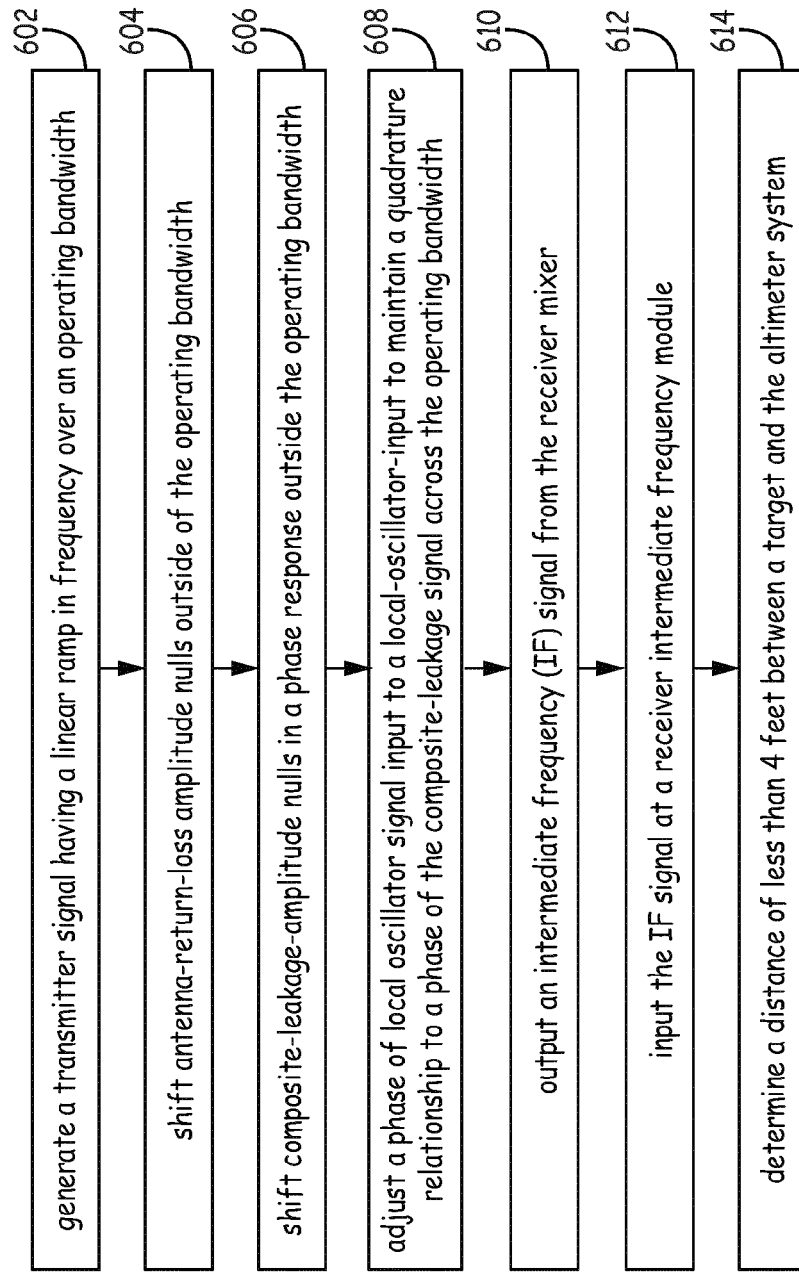 602
generate a transmitter signal having a linear ramp in frequency over an operating bandwidth
604
shift antenna-return-loss amplitude nulls outside of the operating bandwidth
606
shift composite-leakage-amplitude nulls in a phase response outside the operating bandwidth
608
adjust a phase of local oscillator signal input to a local-oscillator-input to maintain a quadrature
relationship to a phase of the composite-leakage signal across the operating bandwidth
610
output an intermediate frequency (IF) signal from the receiver mixer
612
input the IF signal at a receiver intermediate frequency module
614
determine a distance of less than 4 feet between a target and the altimeter system